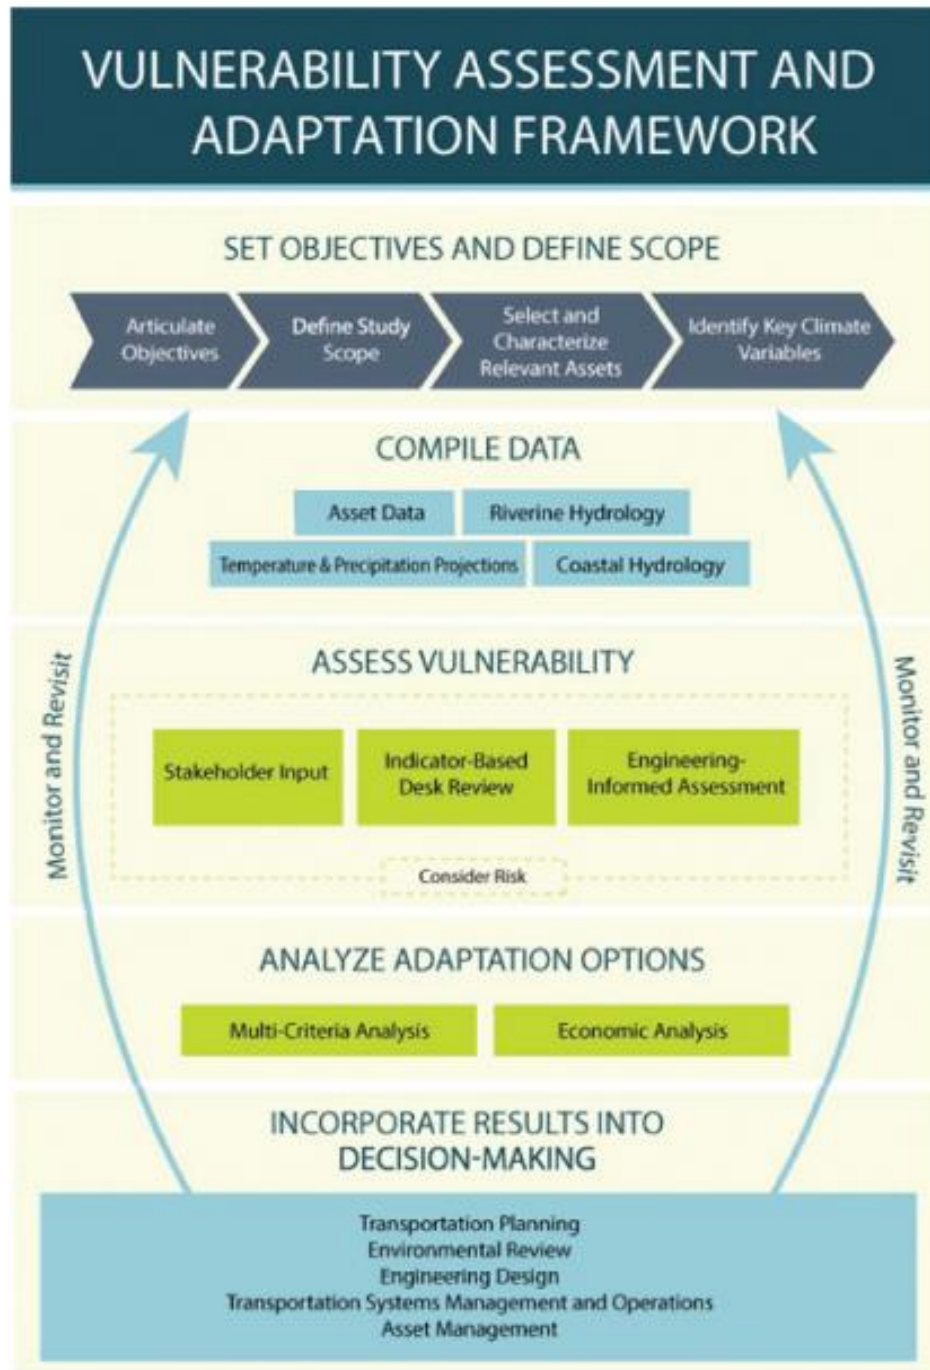 VULNERABILITY ASSESSMENT AND
ADAPTATION FRAMEWORK
SET OBJECTIVES AND DEFINE SCOPE
Articulate
Objectives
Define Study
Scope
Select and
Characterize
Relevant Assets
Identify Key Climate
Variables
COMPILE DATA
Asset Data
Riverine Hydrology
Temperature & Precipitation Projections
Coastal Hydrology
Monitor and Revisit
ASSESS VULNERABILITY
Stakeholder Input
Indicator-Based
Desk Review
Engineering-
Informed Assessment
Consider Risk
Monitor and Revisit
ANALYZE ADAPTATION OPTIONS
Multi-Criteria Analysis
Economic Analysis
INCORPORATE RESULTS INTO
DECISION-MAKING
Transportation Planning
Environmental Review
Engineering Design
Transportation Systems Management and Operations
Asset Management